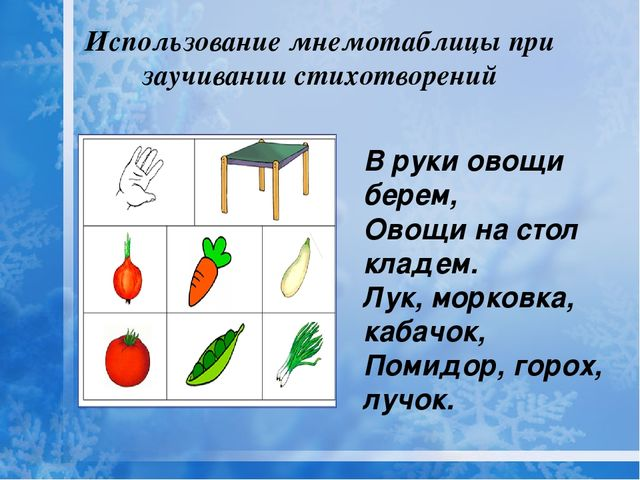 Использование мнемотаблицы при
заучивании стихотворений
В руки овощи
берем,
Овощи на стол
кладем.
Лук, морковка,
кабачок,
Помидор, горох,
лучок.